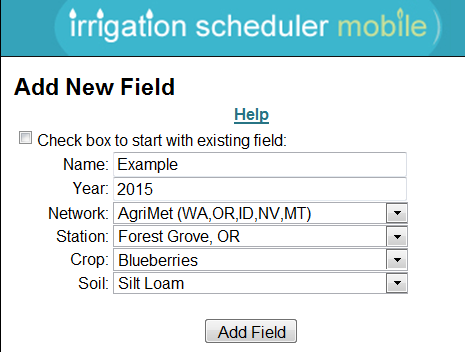 irrigation scheduler mobile
Add New Field
Help
Check box to start with existing field:
Name: Example
Year: 2015
Network: AgriMet (WA,OR,ID,NV,MT)
Station: Forest Grove, OR
Crop: Blueberries
Soil: Silt Loam
Add Field